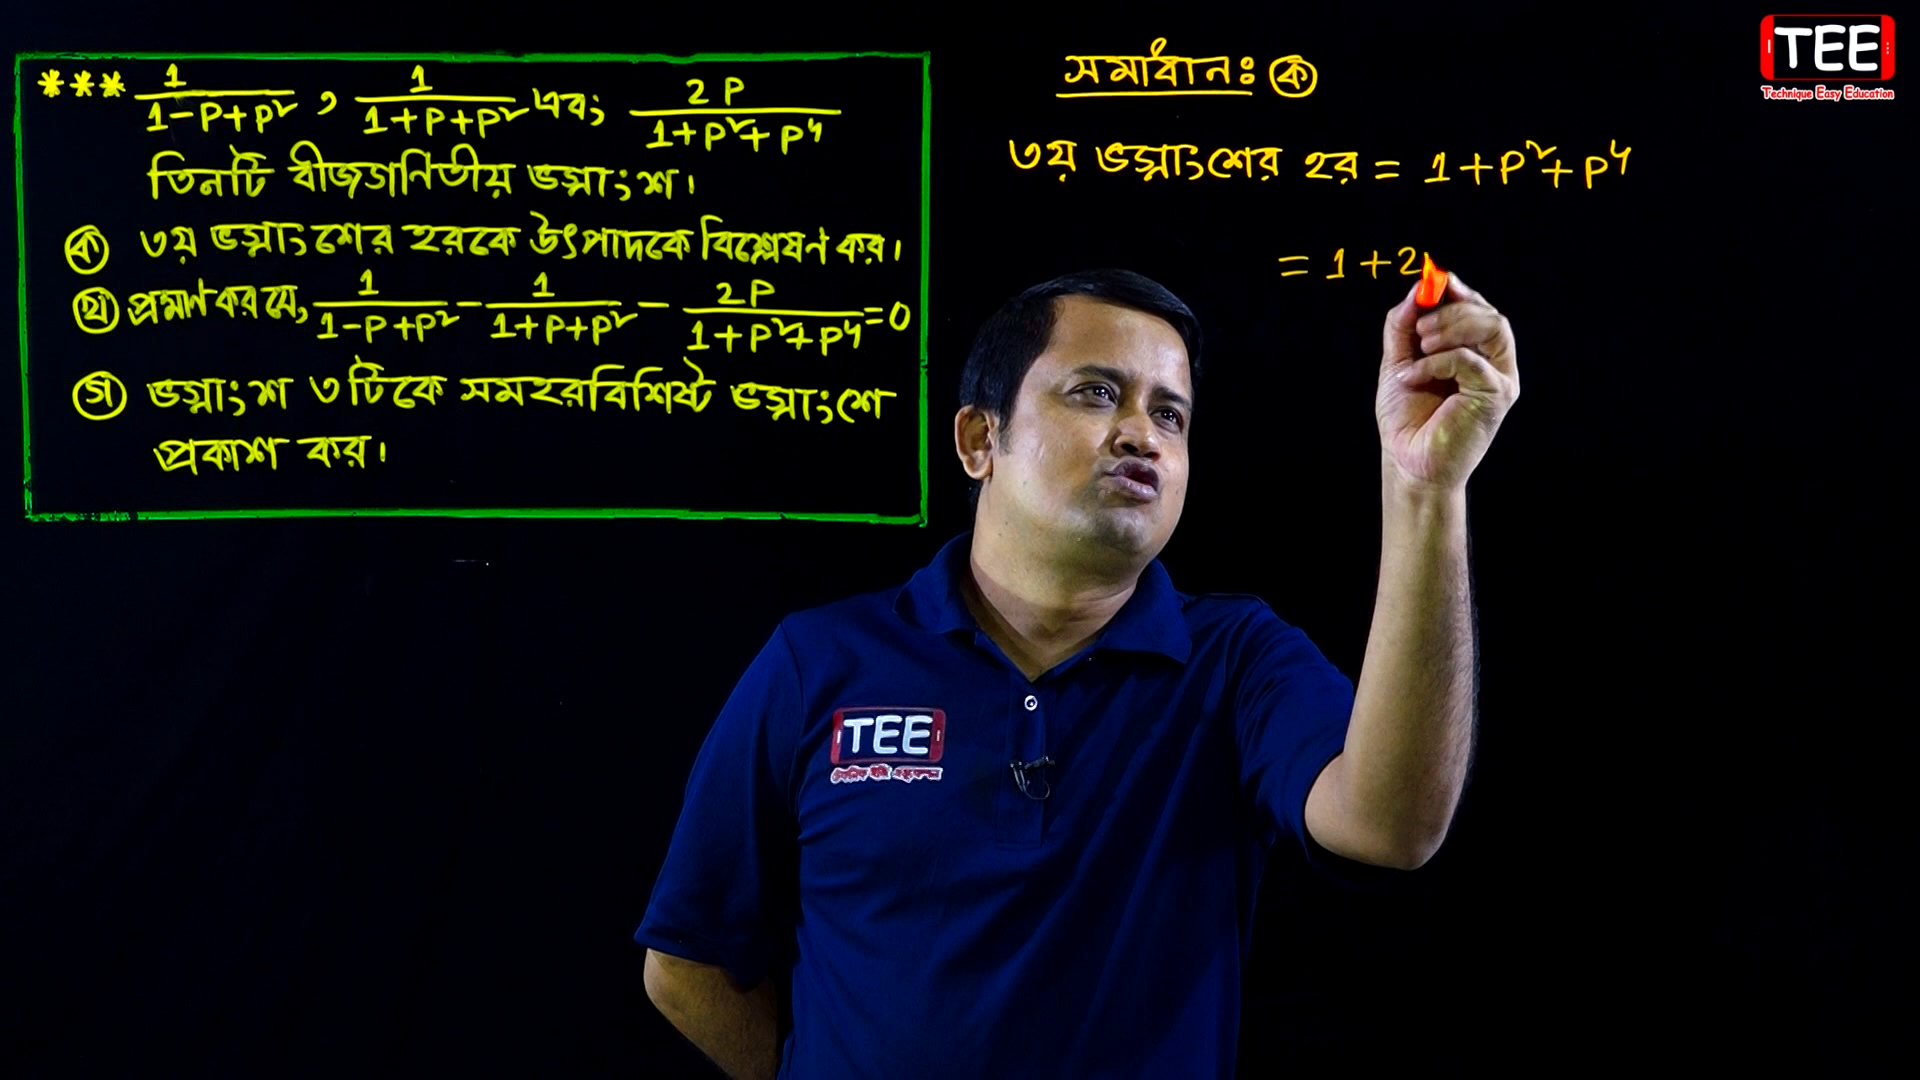 *** 1/(1-P+P²) , 1/(1+P+P²) এবং 2P/(1+P²+P⁴)
তিনটি বীজগানিতীয় ভগ্নাংশ।
(ক) ৩য় ভগ্নাংশের হরকে উৎপাদকে বিশ্লেষণ কর।
(খ) প্রমাণ কর যে, 1/(1-P+P²) - 1/(1+P+P²) - 2P/(1+P²+P⁴) = 0
(গ) ভগ্নাংশ ৩টিকে সমহরবিশিষ্ট ভগ্নাংশে
প্রকাশ কর।
সমাধান: (ক)
৩য় ভগ্নাংশের হর = 1+P²+P⁴
= 1+2
TEE
Technique Easy Education
TEE